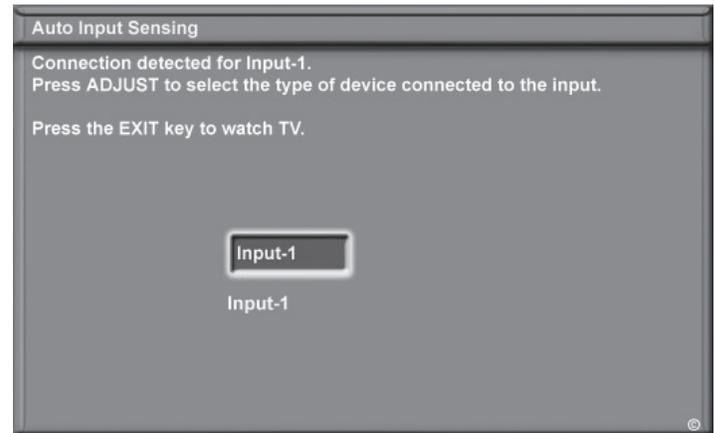 Auto Input Sensing
Connection detected for Input-1.
Press ADJUST to select the type of device connected to the input.
Press the EXIT key to watch TV.
Input-1
Input-1
©